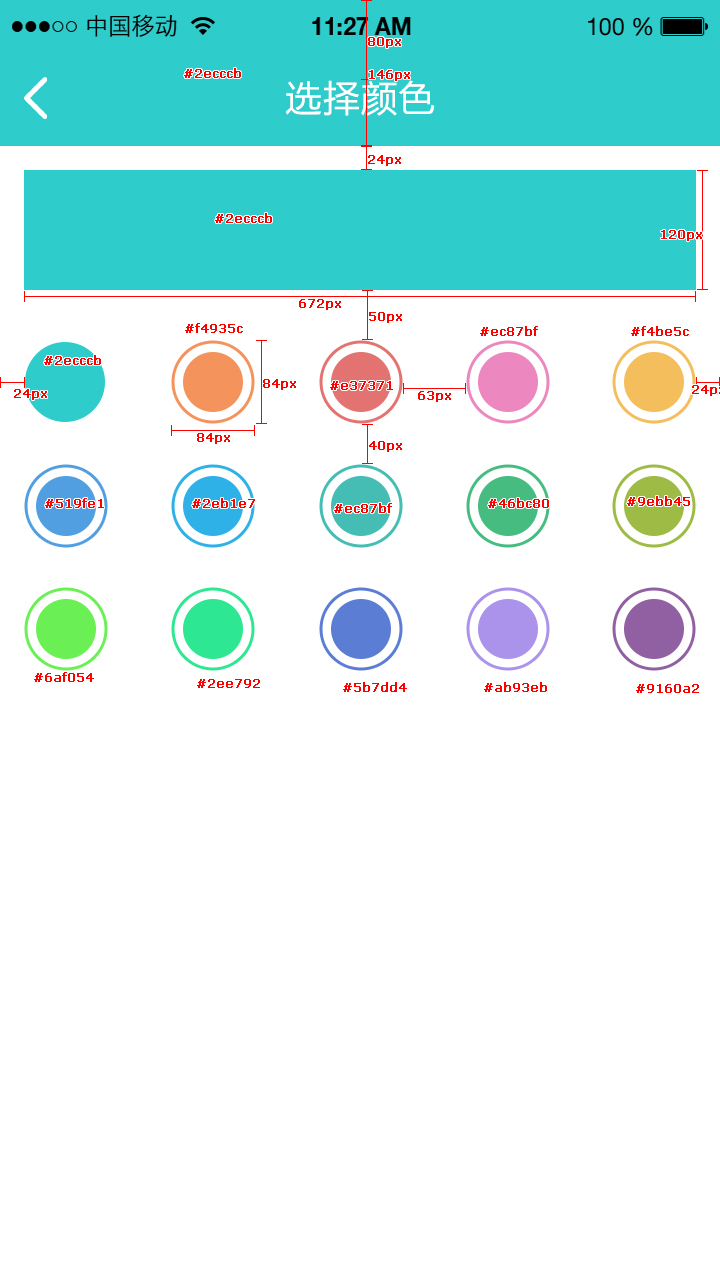 中国移动
11:27 AM
100 %
80px
#2ecccb
146px
选择颜色
24px
#2ecccb
120px
672px
50px
#f4935c
#ec87bf
#f4be5c
#2ecccb
84px
#e37371
24px
63px
24px
84px
40px
#519fe1
#2eb1e7
#ec87bf
#46bc80
#9ebb45
#6af054
#2ee792
#5b7dd4
#ab93eb
#9160a2